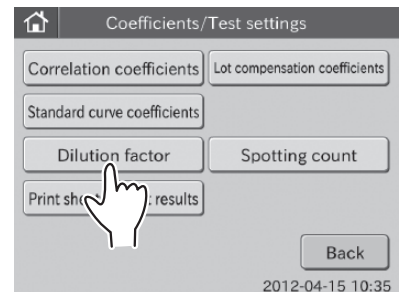 Coefficients/Test settings
Correlation coefficients
Lot compensation coefficients
Standard curve coefficients
Dilution factor
Spotting count
Print results
Back
2012-04-15 10:35